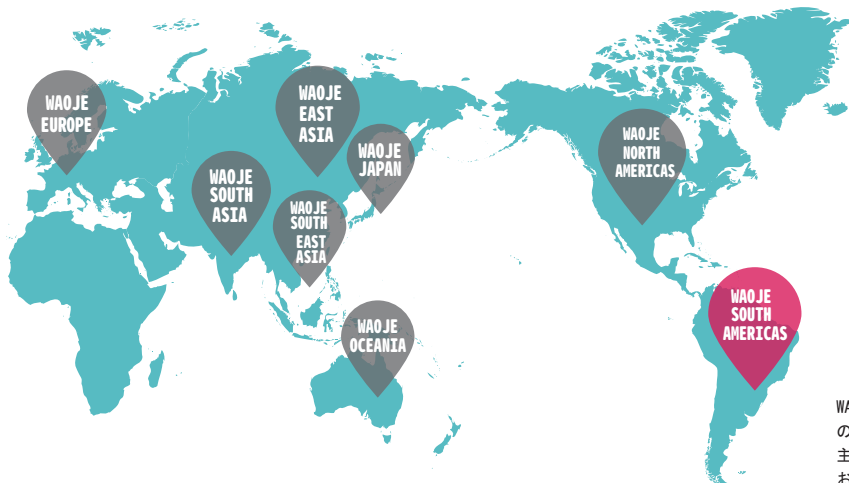 WAOJE
EUROPE
WAOJE
EAST
ASIA
WAOJE
JAPAN
WAOJE
SOUTH
ASIA
WAOJE
SOUTH
EAST
ASIA
WAOJE
OCEANIA
WAOJE
NORTH
AMERICAS
WAOJE
SOUTH
AMERICAS
WA
の
主
お